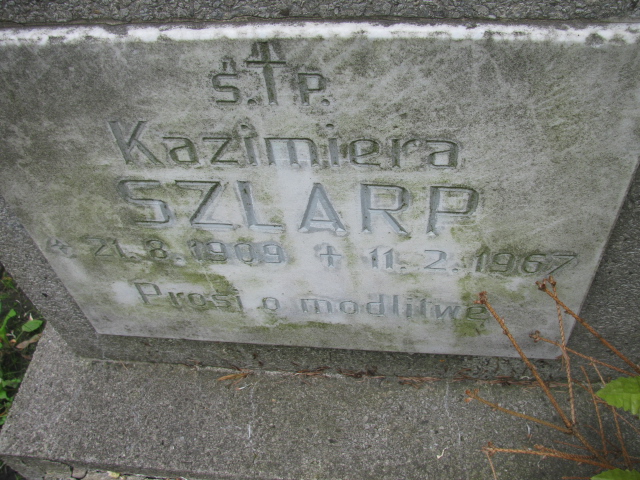 Ś. † P.
Kazimiera
SZLARP
* 21. 8. 1909 † 11. 2. 1967
Prosi o modlitwę